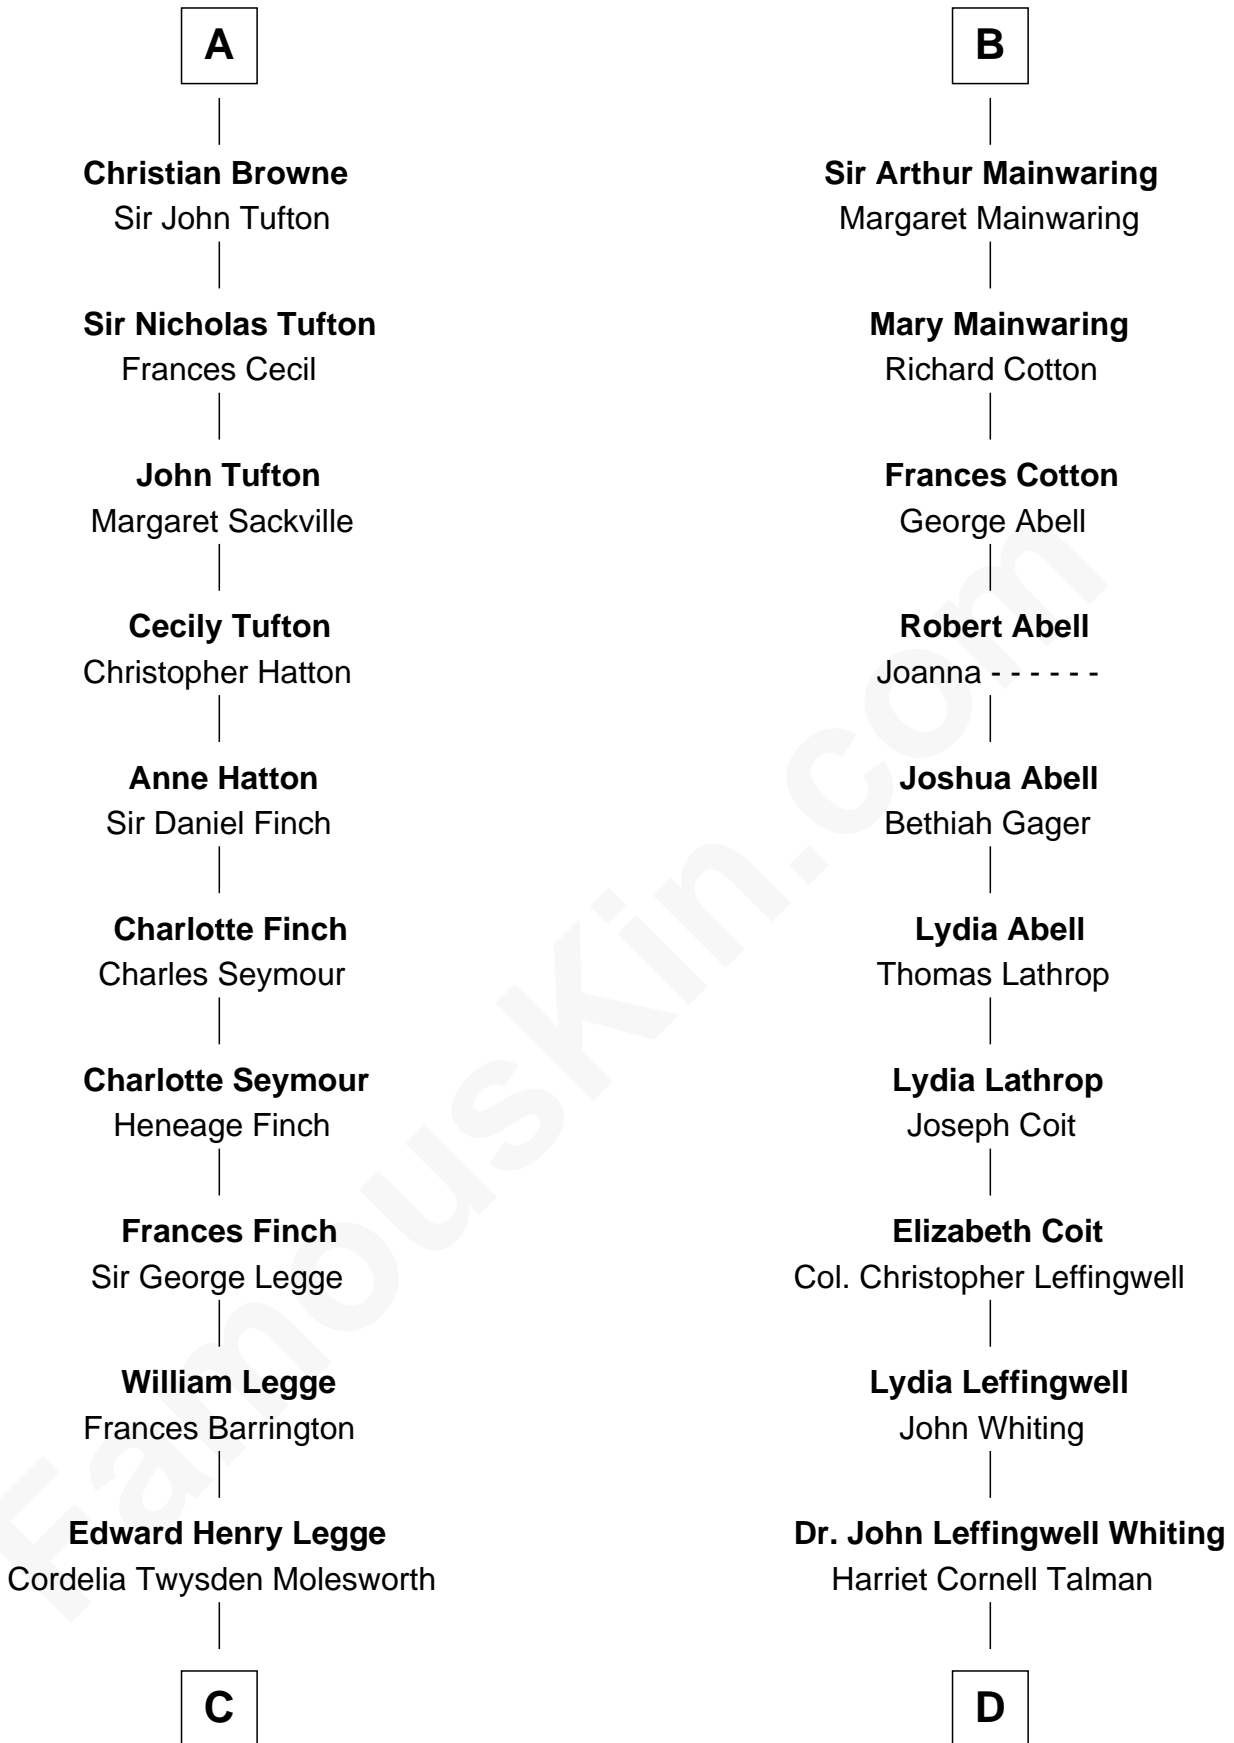 A
Christian Browne
Sir John Tufton
Sir Nicholas Tufton
Frances Cecil
John Tufton
Margaret Sackville
Cecily Tufton
Christopher Hatton
Anne Hatton
Sir Daniel Finch
Charlotte Finch
Charles Seymour
Charlotte Seymour
Heneage Finch
Frances Finch
Sir George Legge
William Legge
Frances Barrington
Edward Henry Legge
Cordelia Twysden Molesworth
C
B
Sir Arthur Mainwaring
Margaret Mainwaring
Mary Mainwaring
Richard Cotton
Frances Cotton
George Abell
Robert Abell
Joanna - - - - - -
Joshua Abell
Bethiah Gager
Lydia Abell
Thomas Lathrop
Lydia Lathrop
Joseph Coit
Elizabeth Coit
Col. Christopher Leffingwell
Lydia Leffingwell
John Whiting
Dr. John Leffingwell Whiting
Harriet Cornell Talman
D
FamousKin.com